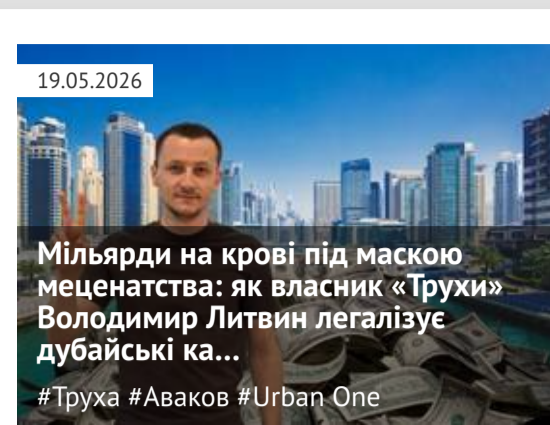 19.05.2026
Мільярди на крові під маскою
меценатства: як власник «Трухи»
Володимир Литвин легалізує
дубайські ка...
#Труха #Аваков #Urban One